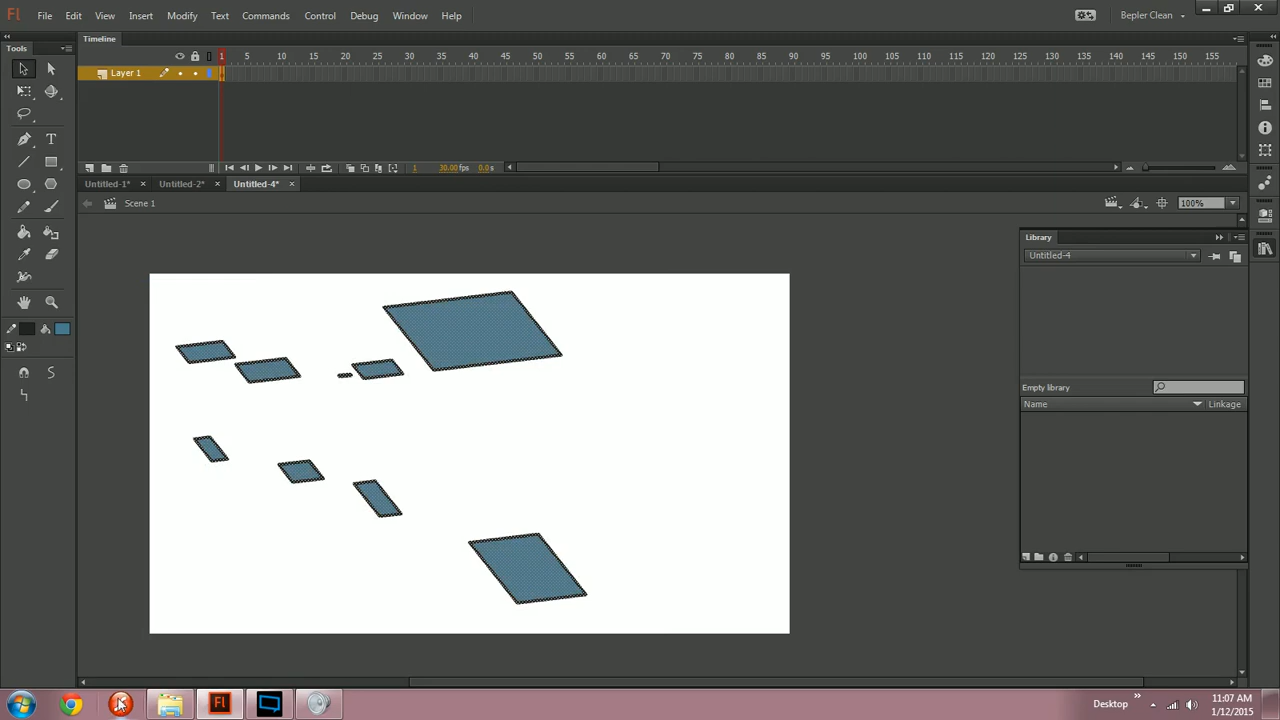 Fl File Edit View Insert Modify Text Commands Control Debug Window Help Bepler Clean
Tools Timeline
1 5 10 15 20 25 30 35 40 45 50 55 60 65 70 75 80 85 90 95 100 105 110 115 120 125 130 135 140 145 150 155
Layer 1
T
1 30.00 fps 0.0 s
Untitled-1* × Untitled-2* × Untitled-4* ×
Scene 1 100%
Library
Untitled-4
Empty library
Name Linkage
Fl Desktop 11:07 AM
1/12/2015